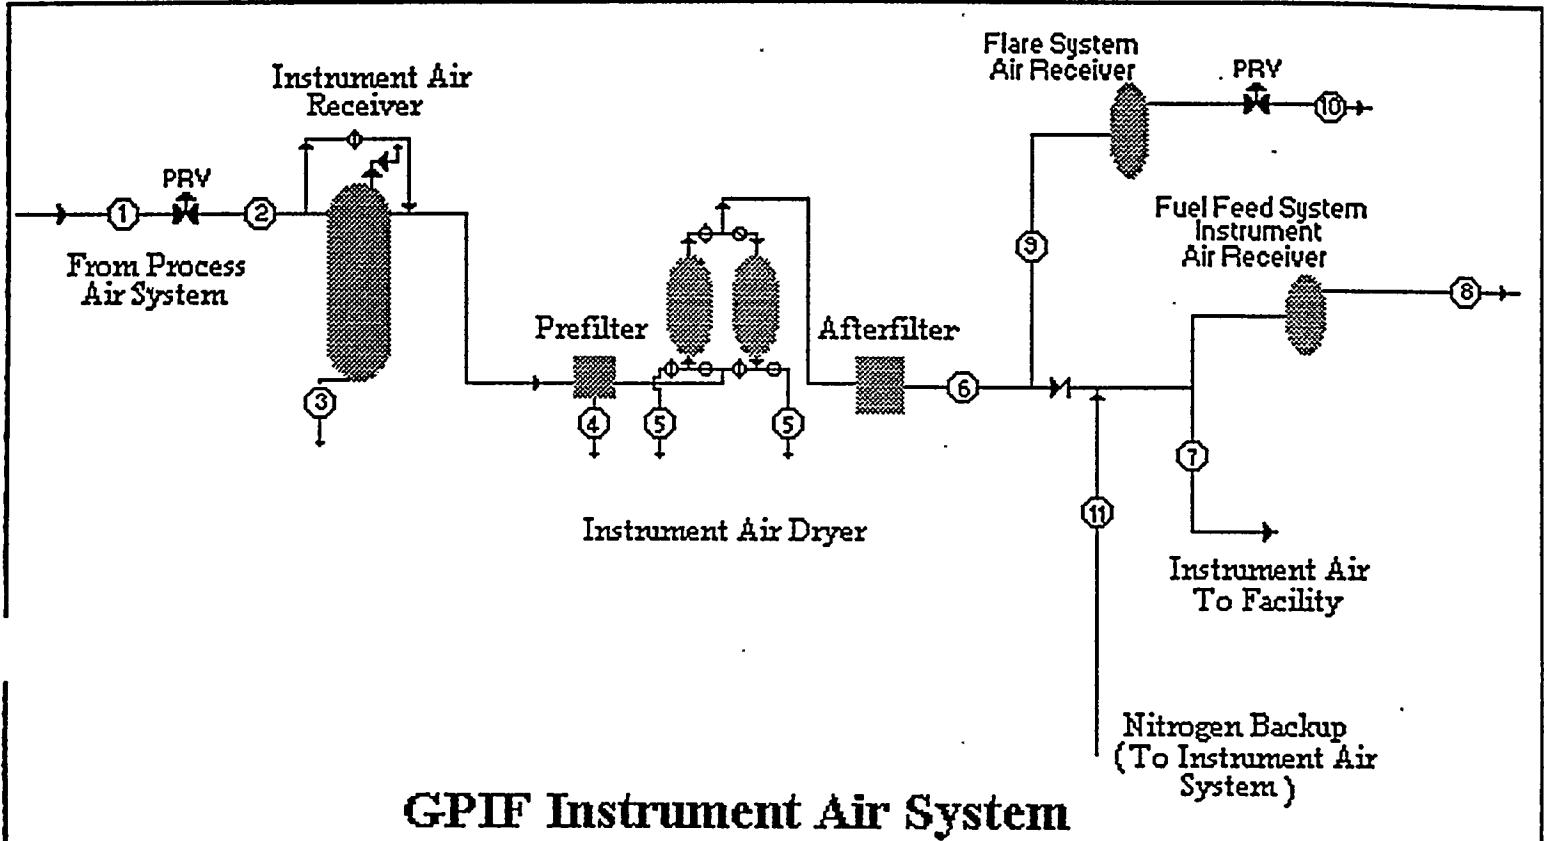 Flare System
Air Receiver
PRV
10
Instrument Air
Receiver
PRV
1
2
From Process
Air System
3
Fuel Feed System
Instrument
Air Receiver
8
9
Prefilter
Afterfilter
4
5
5
6
7
Instrument Air Dryer
11
Instrument Air
To Facility
Nitrogen Backup
(To Instrument Air
System)
GPIF Instrument Air System